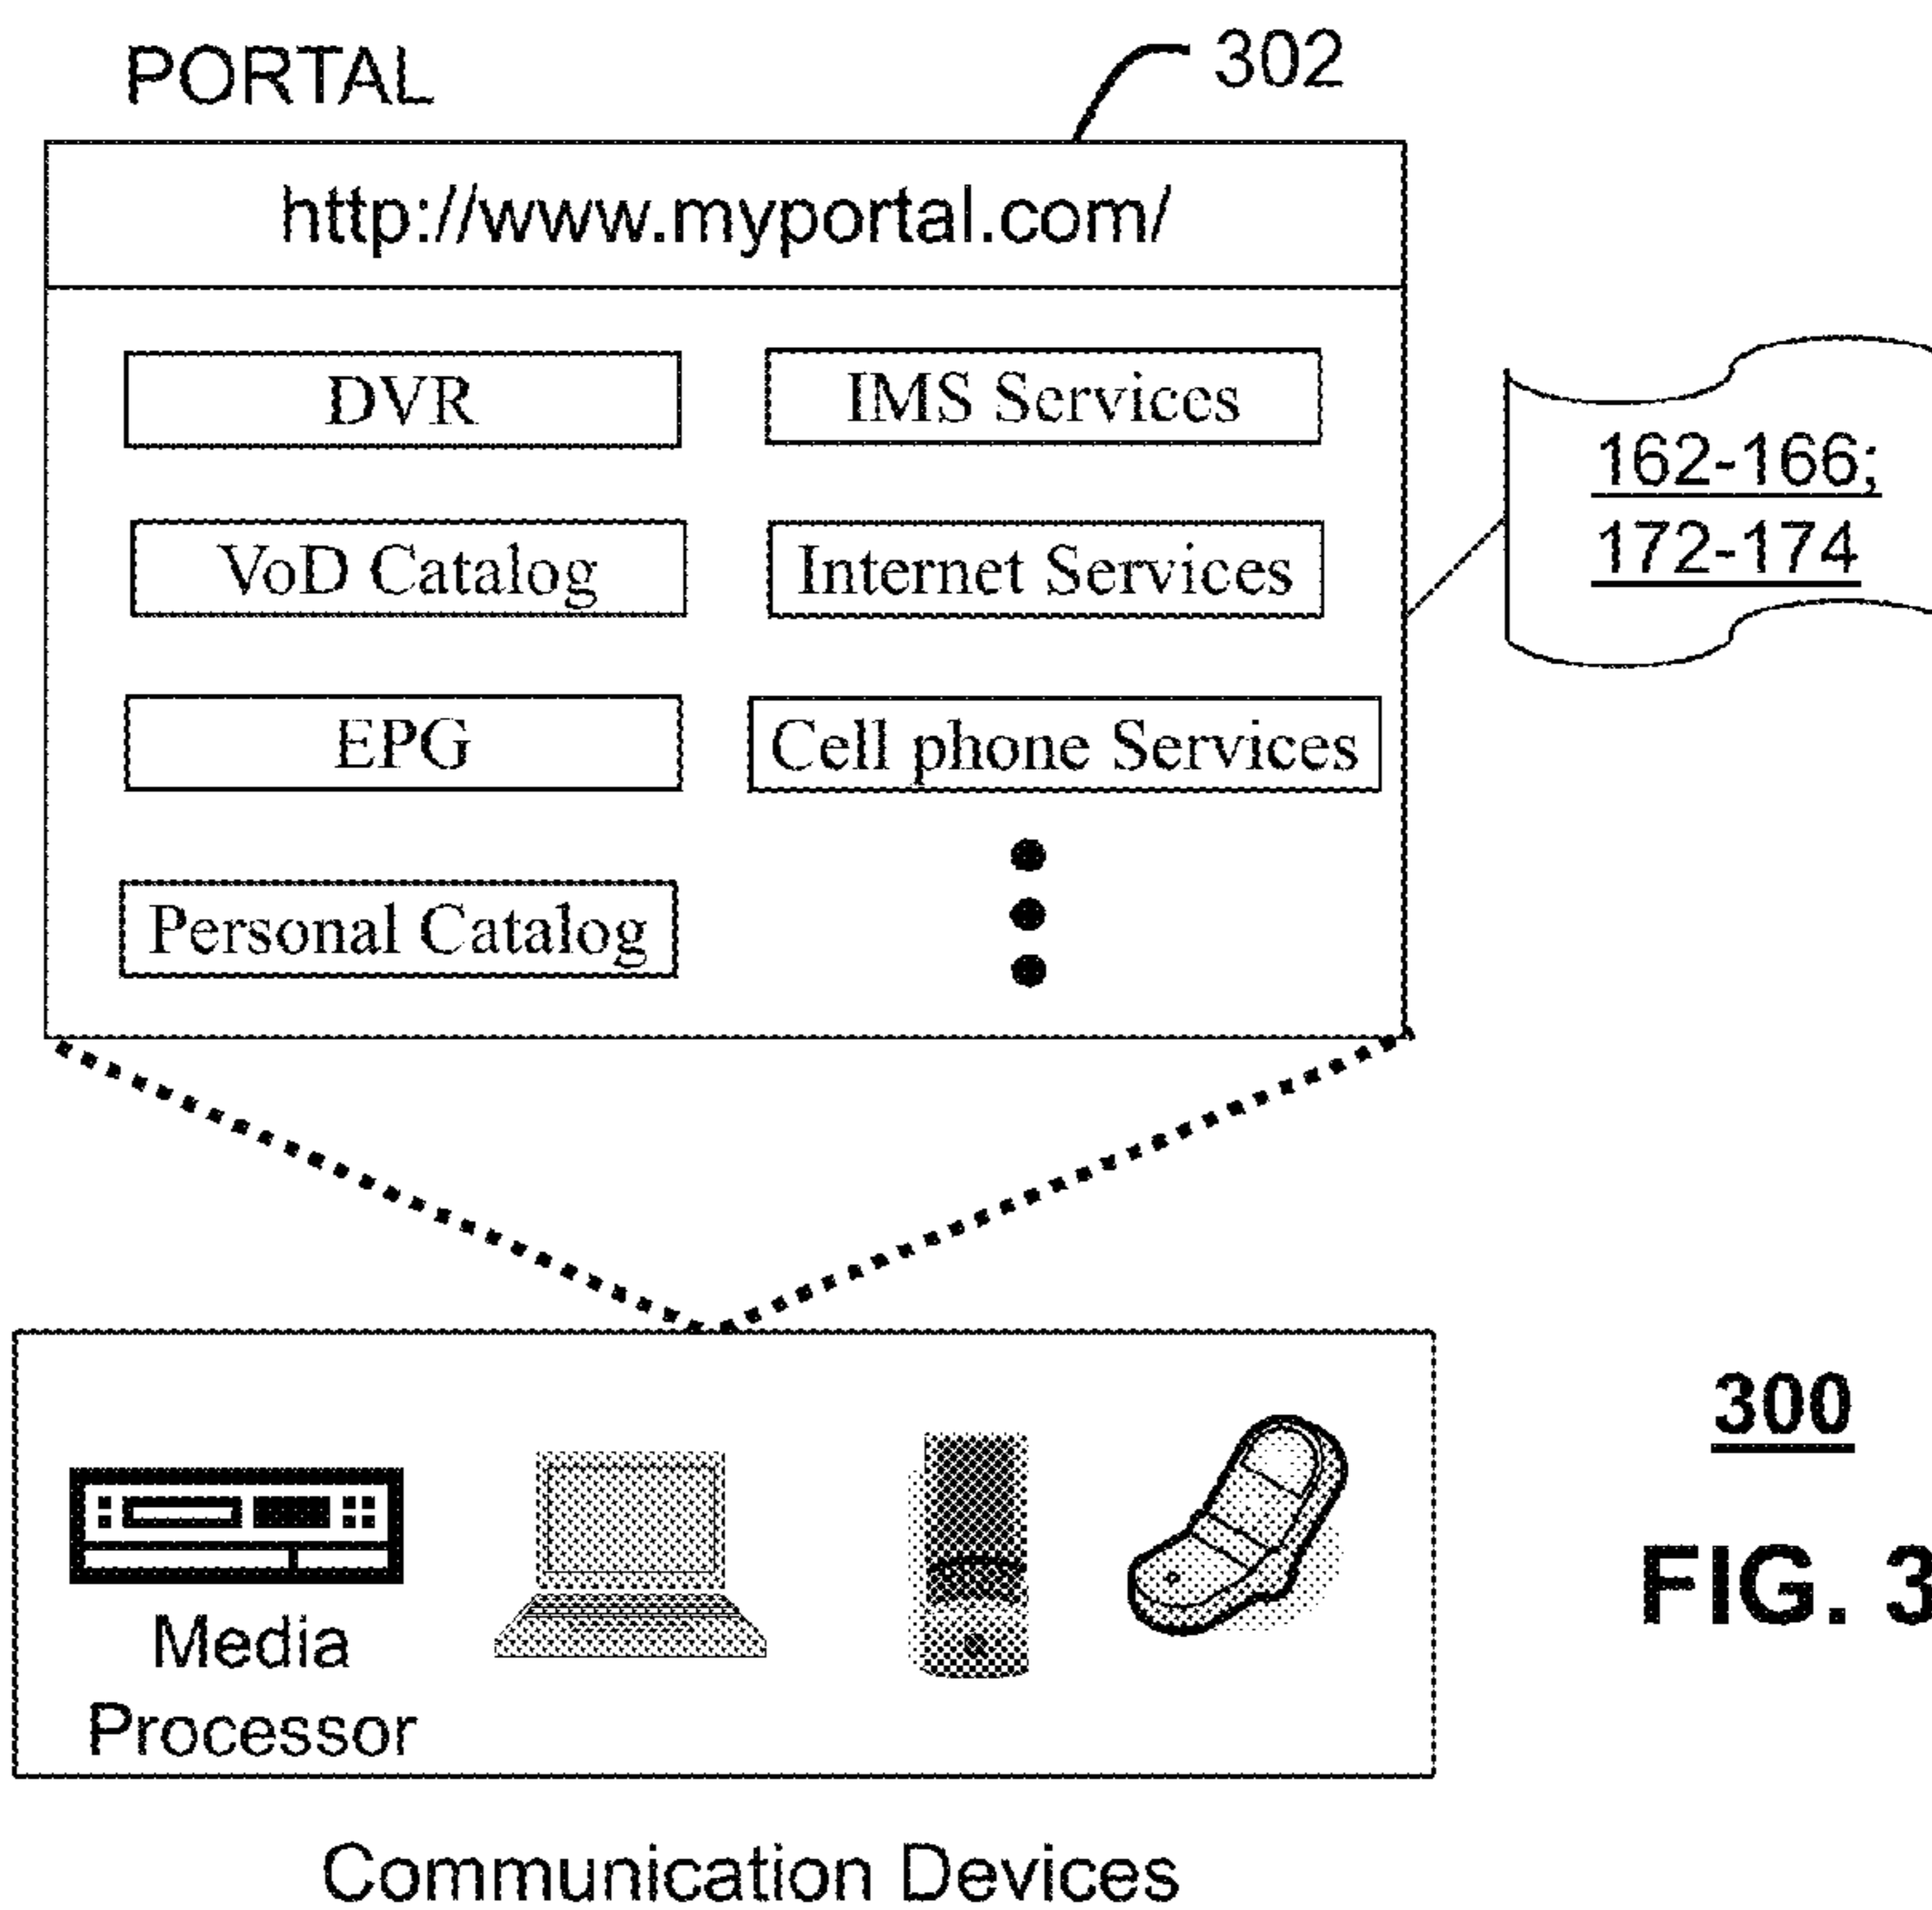 PORTAL
302
http://www.myportal.com/
DVR
IMS Services
162-166;
172-174
VoD Catalog
Internet Services
EPG
Cell phone Services
Personal Catalog
300
FIG. 3
Media
Processor
Communication Devices